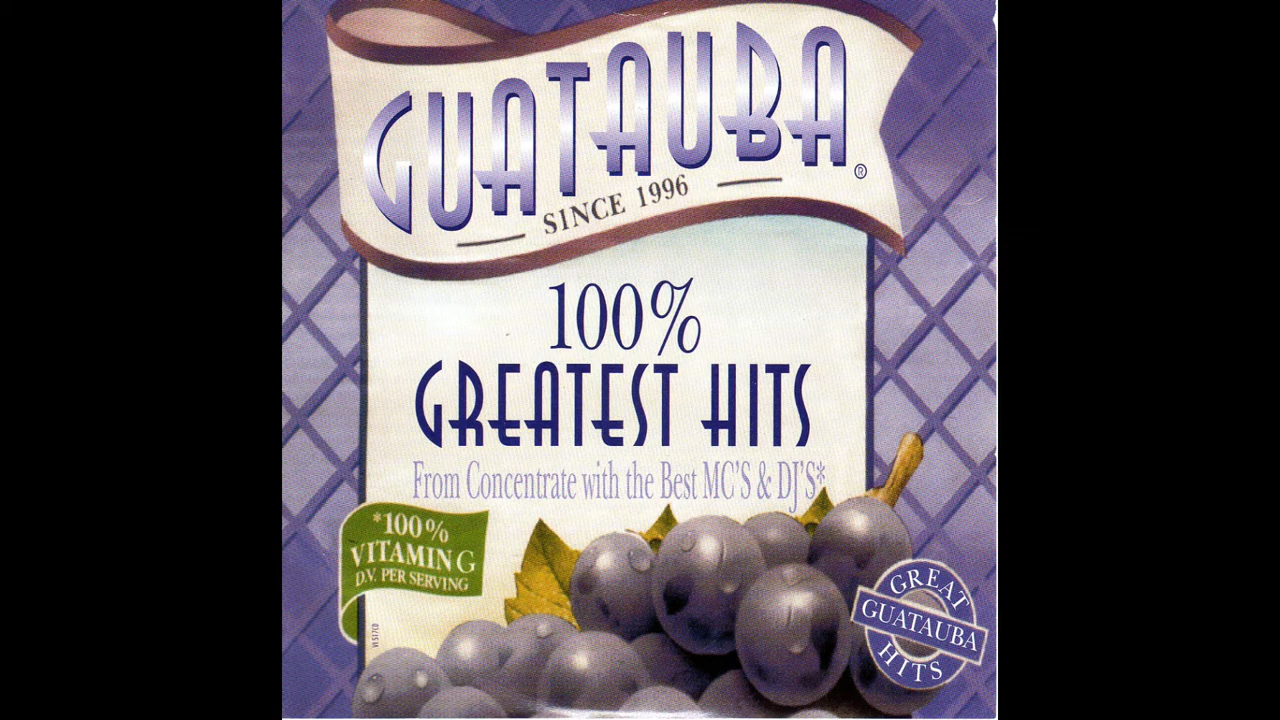 GUATAUBA®
SINCE 1996
100%
GREATEST HITS
From Concentrate with the Best MC'S & DJ'S*
*100%
VITAMIN G
D.V. PER SERVING
GREAT
GUATAUBA
HITS